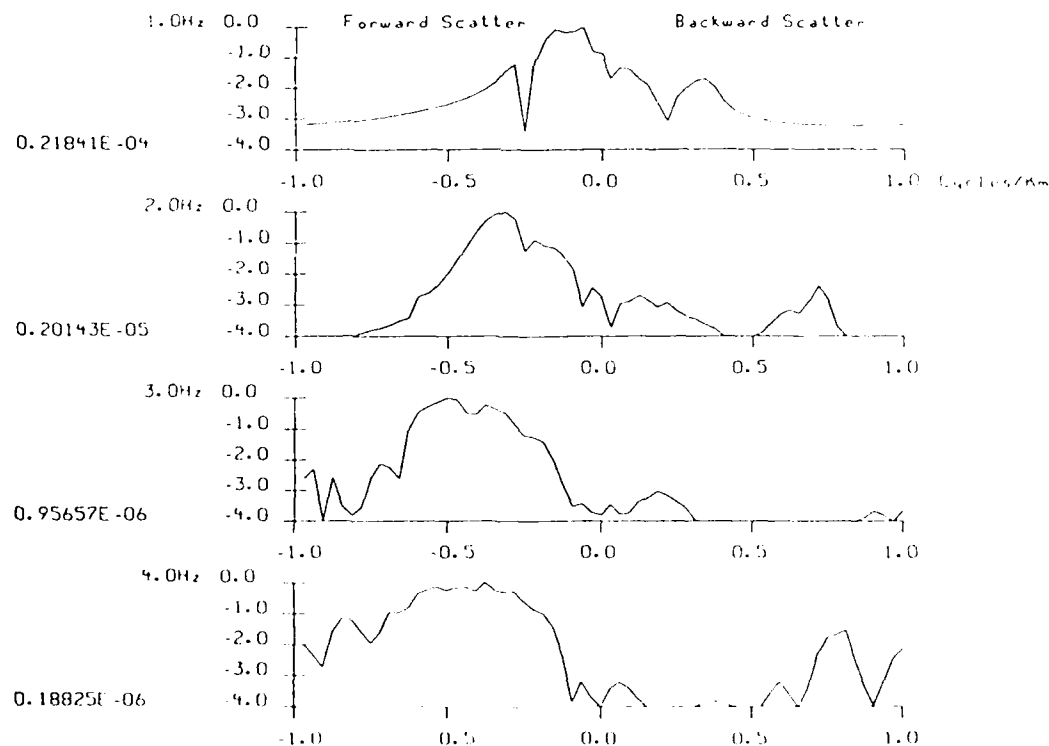 1.0Hz 0.0 Forward Scatter Backward Scatter
-1.0
-2.0
-3.0
0.21841E-04 -4.0
-1.0 -0.5 0.0 0.5 1.0 Cycles/Km
2.0Hz 0.0
-1.0
-2.0
-3.0
0.20143E-05 -4.0
-1.0 -0.5 0.0 0.5 1.0
3.0Hz 0.0
-1.0
-2.0
-3.0
0.95657E-06 -4.0
-1.0 -0.5 0.0 0.5 1.0
4.0Hz 0.0
-1.0
-2.0
-3.0
0.18825E-06 -4.0
-1.0 -0.5 0.0 0.5 1.0